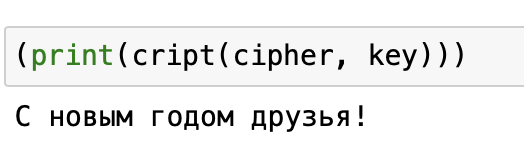 (print(cript(cipher, key)))
С новым годом друзья!